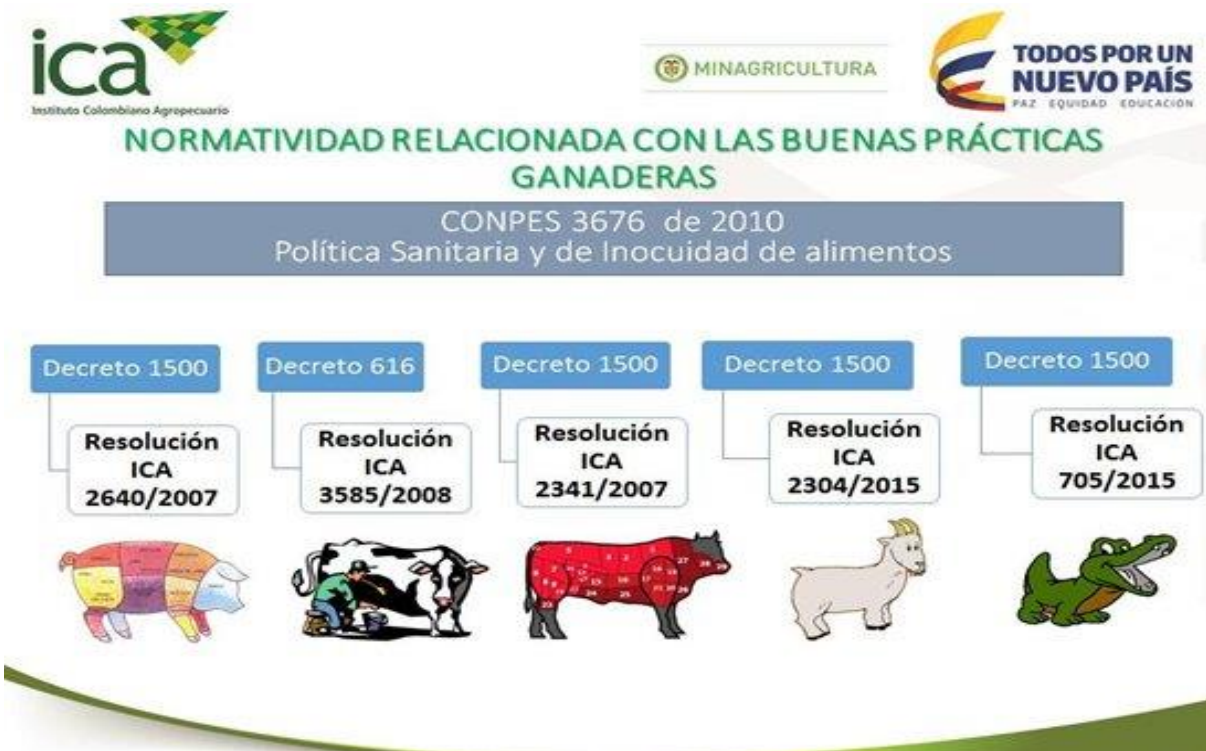 ica
Instituto Colombiano Agropecuario
MINAGRICULTURA
TODOS POR UN
NUEVO PAÍS
PAZ EQUIDAD EDUCACIÓN
NORMATIVIDAD RELACIONADA CON LAS BUENAS PRÁCTICAS
GANADERAS
CONPES 3676 de 2010
Política Sanitaria y de Inocuidad de alimentos
Decreto 1500
Resolución
ICA
2640/2007
Decreto 616
Resolución
ICA
3585/2008
Decreto 1500
Resolución
ICA
2341/2007
Decreto 1500
Resolución
ICA
2304/2015
Decreto 1500
Resolución
ICA
705/2015